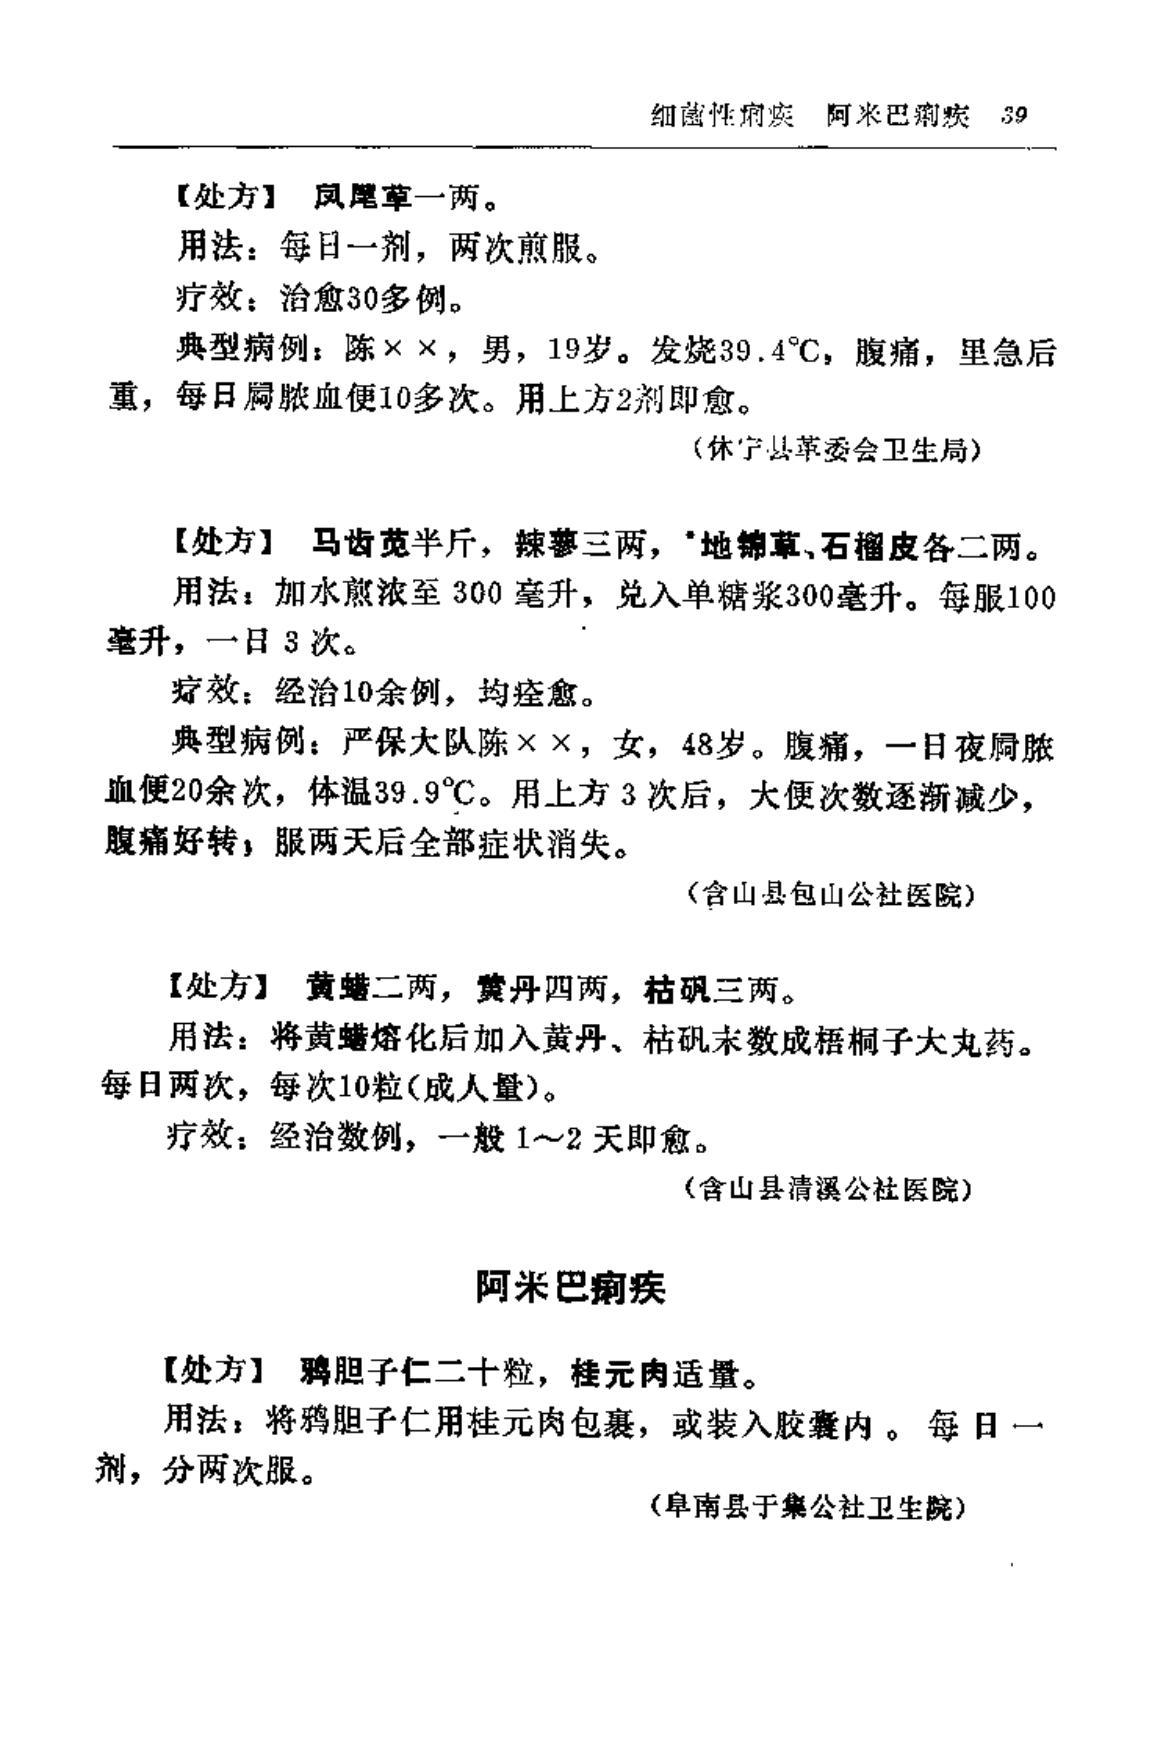 细菌性痢疾 阿米巴痢疾 39
【处方】 凤尾草一两。
用法：每日一剂，两次煎服。
疗效：治愈30多例。
典型病例：陈××，男，19岁。发烧39.4℃，腹痛，里急后
重，每日屙脓血便10多次。用上方2剂即愈。
（休宁县革委会卫生局）
【处方】 马齿苋半斤，辣蓼三两，*地锦草、石榴皮各二两。
用法：加水煎浓至 300 毫升，兑入单糖浆300毫升。每服100
毫升，一日 3 次。
疗效：经治10余例，均痊愈。
典型病例：严保大队陈××，女，48岁。腹痛，一日夜屙脓
血便20余次，体温39.9℃。用上方 3 次后，大便次数逐渐减少，
腹痛好转；服两天后全部症状消失。
（含山县包山公社医院）
【处方】 黄蜡二两，黄丹四两，枯矾三两。
用法：将黄蜡熔化后加入黄丹、枯矾末数成梧桐子大丸药。
每日两次，每次10粒（成人量）。
疗效：经治数例，一般 1～2 天即愈。
（含山县清溪公社医院）
阿米巴痢疾
【处方】 鸦胆子仁二十粒，桂元肉适量。
用法：将鸦胆子仁用桂元肉包裹，或装入胶囊内。每日一
剂，分两次服。
（阜南县于集公社卫生院）